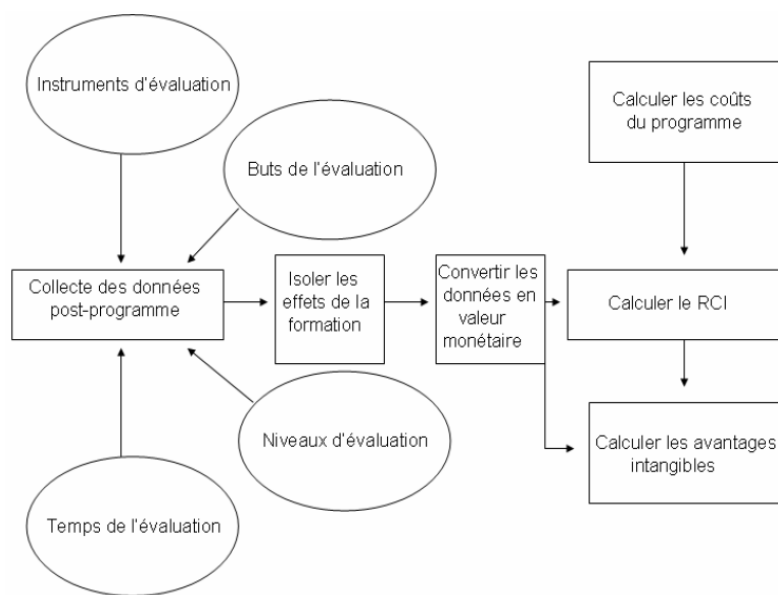 Instruments d'évaluation
Calculer les coûts
du programme
Buts de l'évaluation
Collecte des données
post-programme
Isoler les
effets de la
formation
Convertir les
données en
valeur
monétaire
Calculer le RCI
Niveaux d'évaluation
Calculer les avantages
intangibles
Temps de l'évaluation